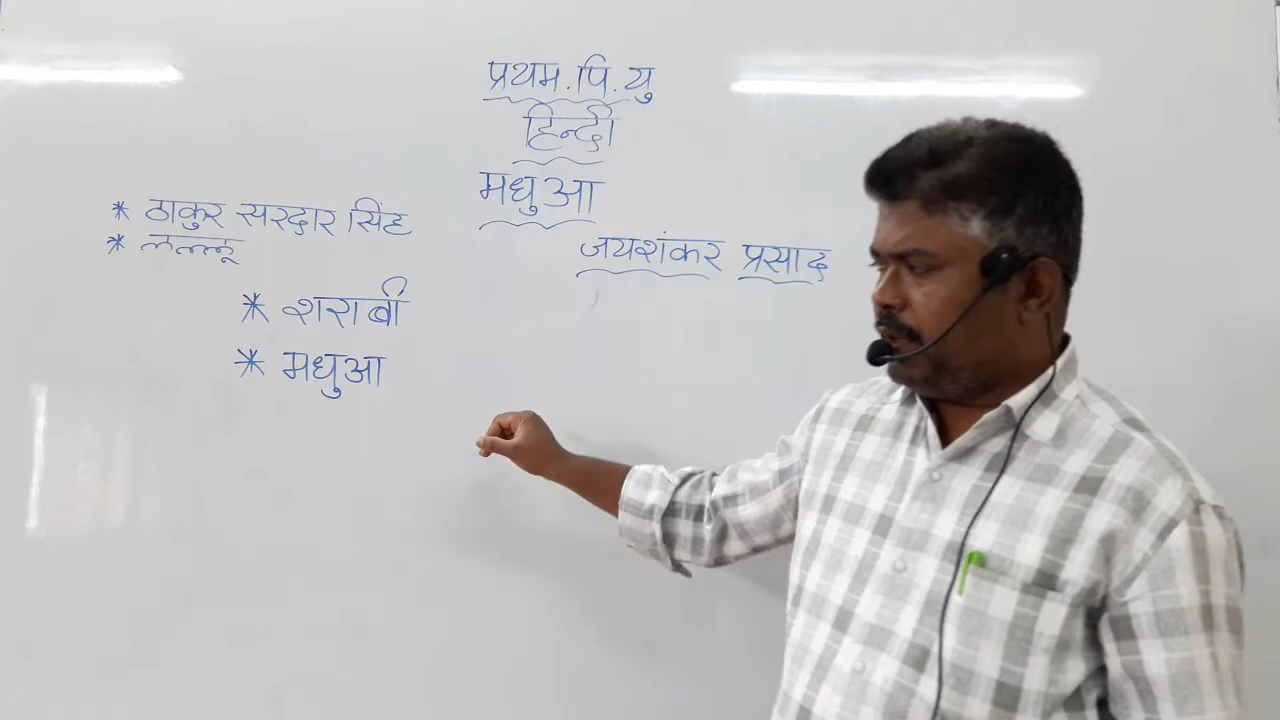 प्रथम.पि.यु
हिन्दी
मधुआ
जयशंकर प्रसाद
* ठाकुर सरदार सिंह
* लल्लू
* शराबी
* मधुआ